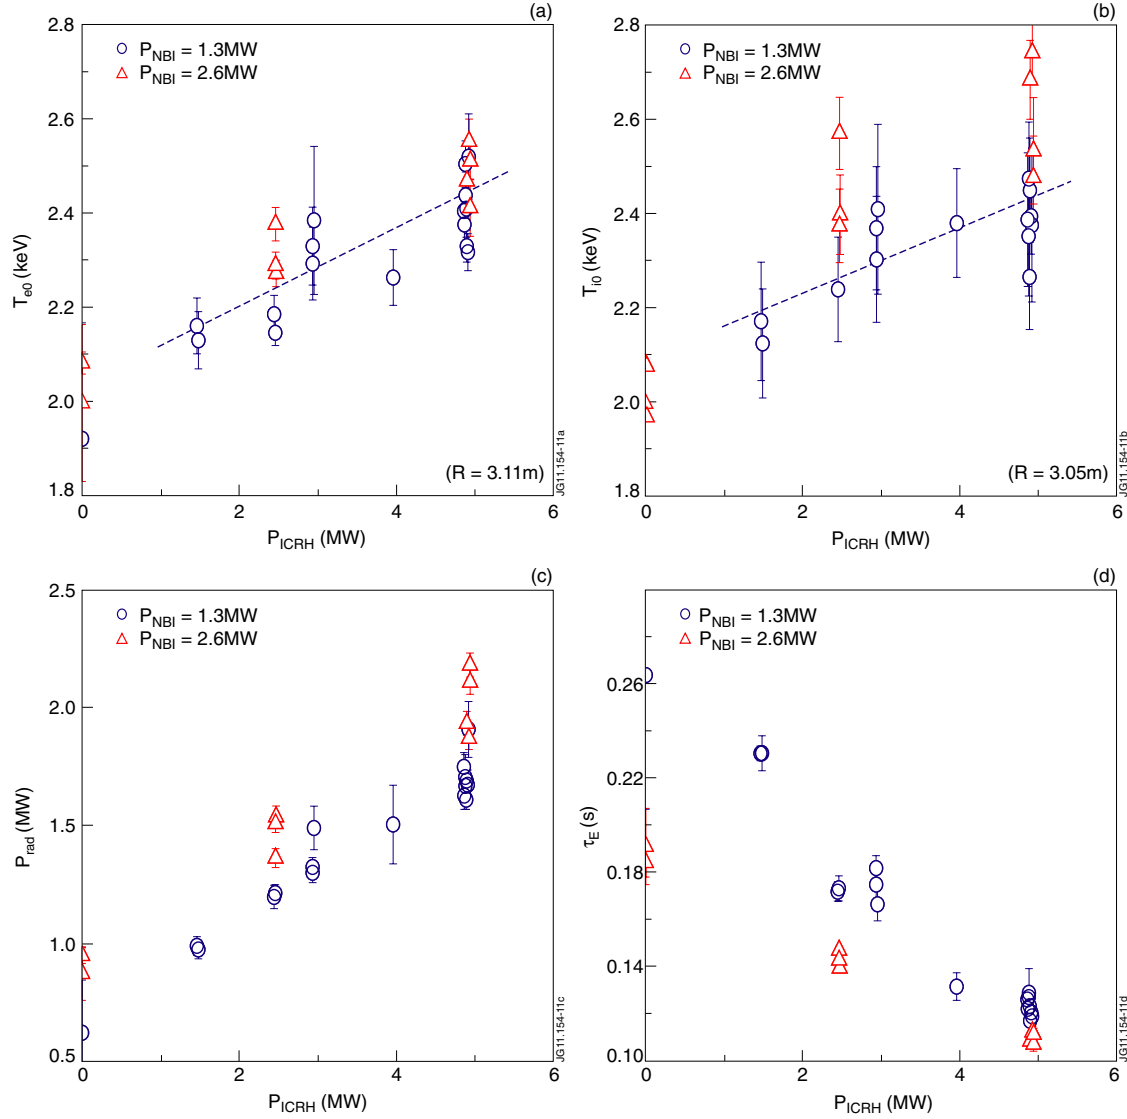 (a)
P_NBI = 1.3MW
P_NBI = 2.6MW
2.8
2.6
2.4
2.2
2.0
1.8
T_e0 (keV)
(R = 3.11m)
JG11.154-11a
0 2 4 6
P_ICRH (MW)
(b)
P_NBI = 1.3MW
P_NBI = 2.6MW
2.8
2.6
2.4
2.2
2.0
1.8
T_i0 (keV)
(R = 3.05m)
JG11.154-11b
0 2 4 6
P_ICRH (MW)
(c)
P_NBI = 1.3MW
P_NBI = 2.6MW
2.5
2.0
1.5
1.0
0.5
P_rad (MW)
JG11.154-11c
0 2 4 6
P_ICRH (MW)
(d)
P_NBI = 1.3MW
P_NBI = 2.6MW
0.26
0.22
0.18
0.14
0.10
τ_E (s)
JG11.154-11d
0 2 4 6
P_ICRH (MW)